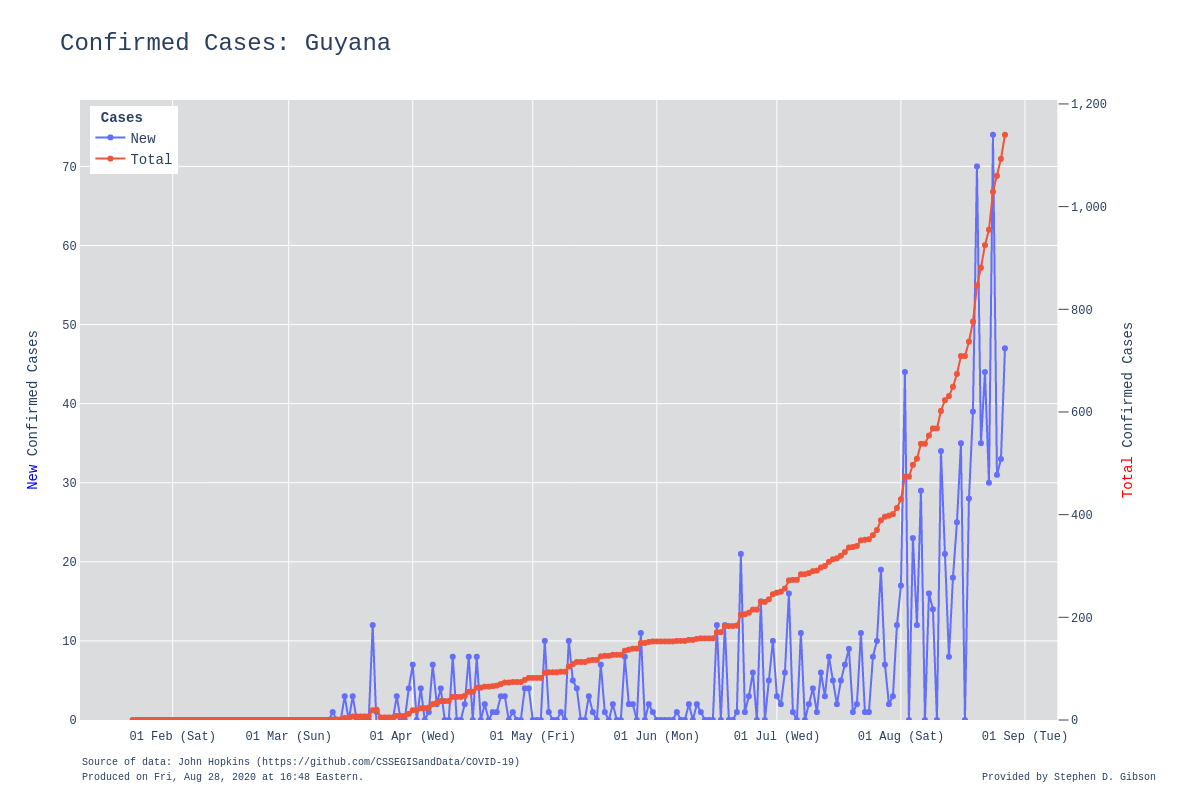 Confirmed Cases: Guyana
Cases
New
Total
1,200
1,000
800
600
400
200
0
70
60
50
40
30
20
10
0
New Confirmed Cases
Total Confirmed Cases
01 Feb (Sat)
01 Mar (Sun)
01 Apr (Wed)
01 May (Fri)
01 Jun (Mon)
01 Jul (Wed)
01 Aug (Sat)
01 Sep (Tue)
Source of data: John Hopkins (https://github.com/CSSEGISandData/COVID-19)
Produced on Fri, Aug 28, 2020 at 16:48 Eastern.
Provided by Stephen D. Gibson